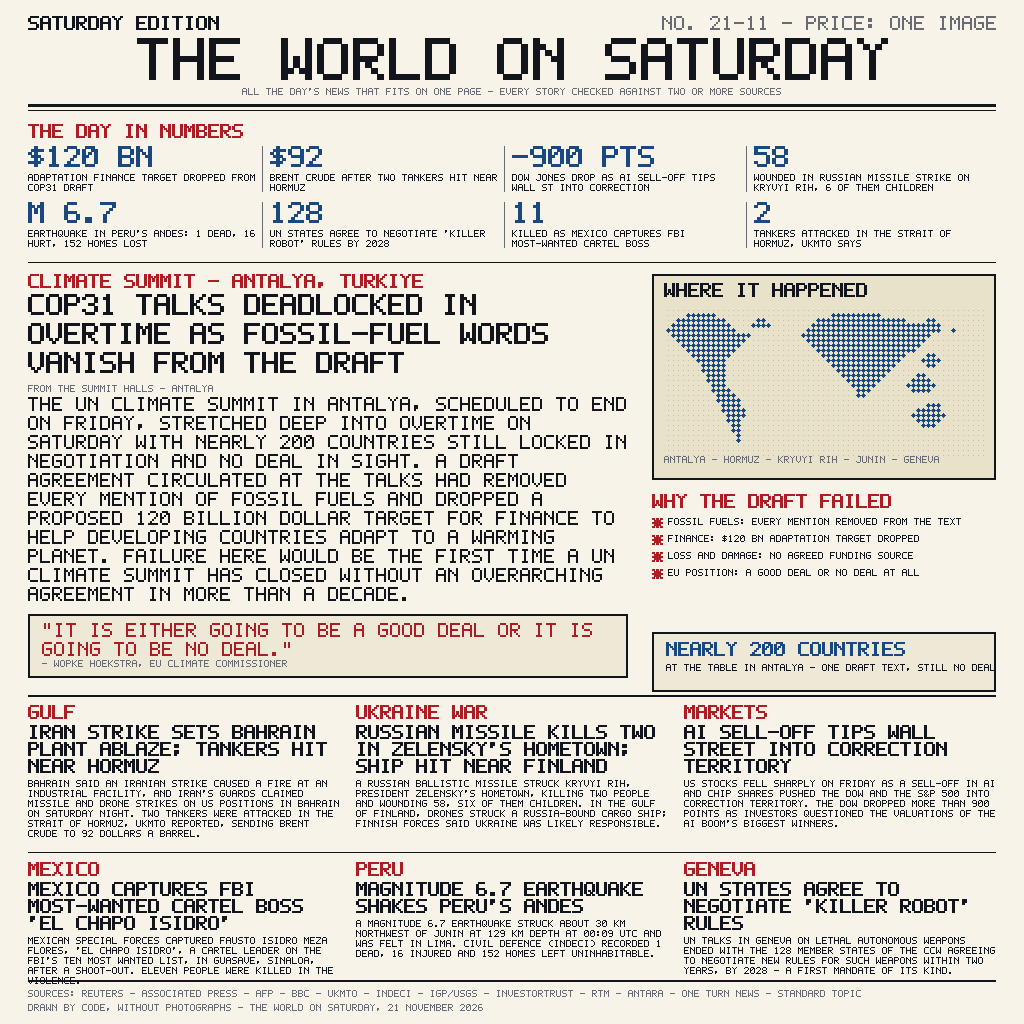 SATURDAY EDITION
NO. 21-11 - PRICE: ONE IMAGE
THE WORLD ON SATURDAY
ALL THE DAY'S NEWS THAT FITS ON ONE PAGE - EVERY STORY CHECKED AGAINST TWO OR MORE SOURCES
THE DAY IN NUMBERS
$120 BN
ADAPTATION FINANCE TARGET DROPPED FROM
COP31 DRAFT
$92
BRENT CRUDE AFTER TWO TANKERS HIT NEAR
HORMUZ
-900 PTS
DOW JONES DROP AS AI SELL-OFF TIPS
WALL ST INTO CORRECTION
58
WOUNDED IN RUSSIAN MISSILE STRIKE ON
KRYVYI RIH, 6 OF THEM CHILDREN
M 6.7
EARTHQUAKE IN PERU'S ANDES: 1 DEAD, 16
HURT, 152 HOMES LOST
128
UN STATES AGREE TO NEGOTIATE 'KILLER
ROBOT' RULES BY 2028
11
KILLED AS MEXICO CAPTURES FBI
MOST-WANTED CARTEL BOSS
2
TANKERS ATTACKED IN THE STRAIT OF
HORMUZ, UKMTO SAYS
CLIMATE SUMMIT - ANTALYA, TURKIYE
COP31 TALKS DEADLOCKED IN
OVERTIME AS FOSSIL-FUEL WORDS
VANISH FROM THE DRAFT
FROM THE SUMMIT HALLS - ANTALYA
THE UN CLIMATE SUMMIT IN ANTALYA, SCHEDULED TO END
ON FRIDAY, STRETCHED DEEP INTO OVERTIME ON
SATURDAY WITH NEARLY 200 COUNTRIES STILL LOCKED IN
NEGOTIATION AND NO DEAL IN SIGHT. A DRAFT
AGREEMENT CIRCULATED AT THE TALKS HAD REMOVED
EVERY MENTION OF FOSSIL FUELS AND DROPPED A
PROPOSED 120 BILLION DOLLAR TARGET FOR FINANCE TO
HELP DEVELOPING COUNTRIES ADAPT TO A WARMING
PLANET. FAILURE HERE WOULD BE THE FIRST TIME A UN
CLIMATE SUMMIT HAS CLOSED WITHOUT AN OVERARCHING
AGREEMENT IN MORE THAN A DECADE.
"IT IS EITHER GOING TO BE A GOOD DEAL OR IT IS
GOING TO BE NO DEAL."
- WOPKE HOEKSTRA, EU CLIMATE COMMISSIONER
WHERE IT HAPPENED
ANTALYA - HORMUZ - KRYVYI RIH - JUNIN - GENEVA
WHY THE DRAFT FAILED
FOSSIL FUELS: EVERY MENTION REMOVED FROM THE TEXT
FINANCE: $120 BN ADAPTATION TARGET DROPPED
LOSS AND DAMAGE: NO AGREED FUNDING SOURCE
EU POSITION: A GOOD DEAL OR NO DEAL AT ALL
NEARLY 200 COUNTRIES
AT THE TABLE IN ANTALYA - ONE DRAFT TEXT, STILL NO DEAL
GULF
IRAN STRIKE SETS BAHRAIN
PLANT ABLAZE; TANKERS HIT
NEAR HORMUZ
BAHRAIN SAID AN IRANIAN STRIKE CAUSED A FIRE AT AN
INDUSTRIAL FACILITY, AND IRAN'S GUARDS CLAIMED
MISSILE AND DRONE STRIKES ON US POSITIONS IN BAHRAIN
ON SATURDAY NIGHT. TWO TANKERS WERE ATTACKED IN THE
STRAIT OF HORMUZ, UKMTO REPORTED, SENDING BRENT
CRUDE TO 92 DOLLARS A BARREL.
UKRAINE WAR
RUSSIAN MISSILE KILLS TWO
IN ZELENSKY'S HOMETOWN;
SHIP HIT NEAR FINLAND
A RUSSIAN BALLISTIC MISSILE STRUCK KRYVYI RIH,
PRESIDENT ZELENSKY'S HOMETOWN, KILLING TWO PEOPLE
AND WOUNDING 58, SIX OF THEM CHILDREN. IN THE GULF
OF FINLAND, DRONES STRUCK A RUSSIA-BOUND CARGO SHIP;
FINNISH FORCES SAID UKRAINE WAS LIKELY RESPONSIBLE.
MARKETS
AI SELL-OFF TIPS WALL
STREET INTO CORRECTION
TERRITORY
US STOCKS FELL SHARPLY ON FRIDAY AS A SELL-OFF IN AI
AND CHIP SHARES PUSHED THE DOW AND THE S&P 500 INTO
CORRECTION TERRITORY. THE DOW DROPPED MORE THAN 900
POINTS AS INVESTORS QUESTIONED THE VALUATIONS OF THE
AI BOOM'S BIGGEST WINNERS.
MEXICO
MEXICO CAPTURES FBI
MOST-WANTED CARTEL BOSS
'EL CHAPO ISIDRO'
MEXICAN SPECIAL FORCES CAPTURED FAUSTO ISIDRO MEZA
FLORES, 'EL CHAPO ISIDRO', A CARTEL LEADER ON THE
FBI'S TEN MOST WANTED LIST, IN GUASAVE, SINALOA,
AFTER A SHOOT-OUT. ELEVEN PEOPLE WERE KILLED IN THE
VIOLENCE.
PERU
MAGNITUDE 6.7 EARTHQUAKE
SHAKES PERU'S ANDES
A MAGNITUDE 6.7 EARTHQUAKE STRUCK ABOUT 30 KM
NORTHWEST OF JUNIN AT 129 KM DEPTH AT 00:09 UTC AND
WAS FELT IN LIMA. CIVIL DEFENCE (INDECI) RECORDED 1
DEAD, 16 INJURED AND 152 HOMES LEFT UNINHABITABLE.
GENEVA
UN STATES AGREE TO
NEGOTIATE 'KILLER ROBOT'
RULES
UN TALKS IN GENEVA ON LETHAL AUTONOMOUS WEAPONS
ENDED WITH THE 128 MEMBER STATES OF THE CCW AGREEING
TO NEGOTIATE NEW RULES FOR SUCH WEAPONS WITHIN TWO
YEARS, BY 2028 - A FIRST MANDATE OF ITS KIND.
SOURCES: REUTERS - ASSOCIATED PRESS - AFP - BBC - UKMTO - INDECI - IGP/USGS - INVESTORTRUST - RTM - ANTARA - ONE TURN NEWS - STANDARD TOPIC
DRAWN BY CODE, WITHOUT PHOTOGRAPHS - THE WORLD ON SATURDAY, 21 NOVEMBER 2026